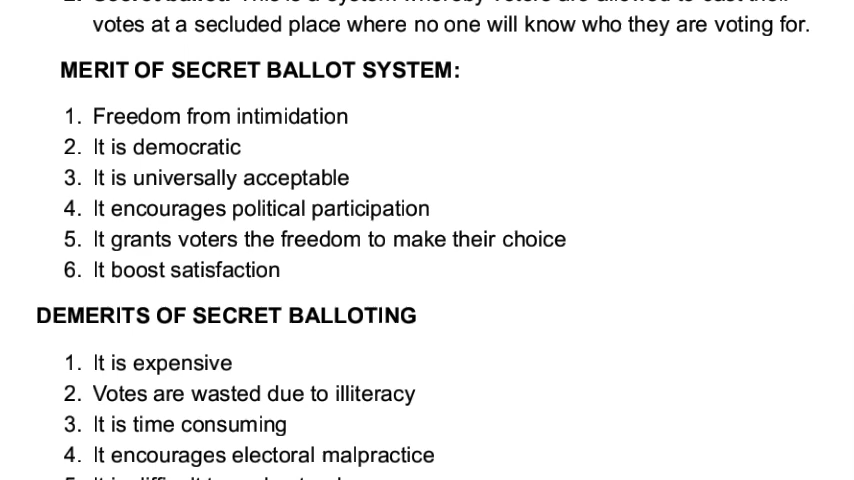 votes at a secluded place where no one will know who they are voting for.
MERIT OF SECRET BALLOT SYSTEM:
1. Freedom from intimidation
2. It is democratic
3. It is universally acceptable
4. It encourages political participation
5. It grants voters the freedom to make their choice
6. It boost satisfaction
DEMERITS OF SECRET BALLOTING
1. It is expensive
2. Votes are wasted due to illiteracy
3. It is time consuming
4. It encourages electoral malpractice